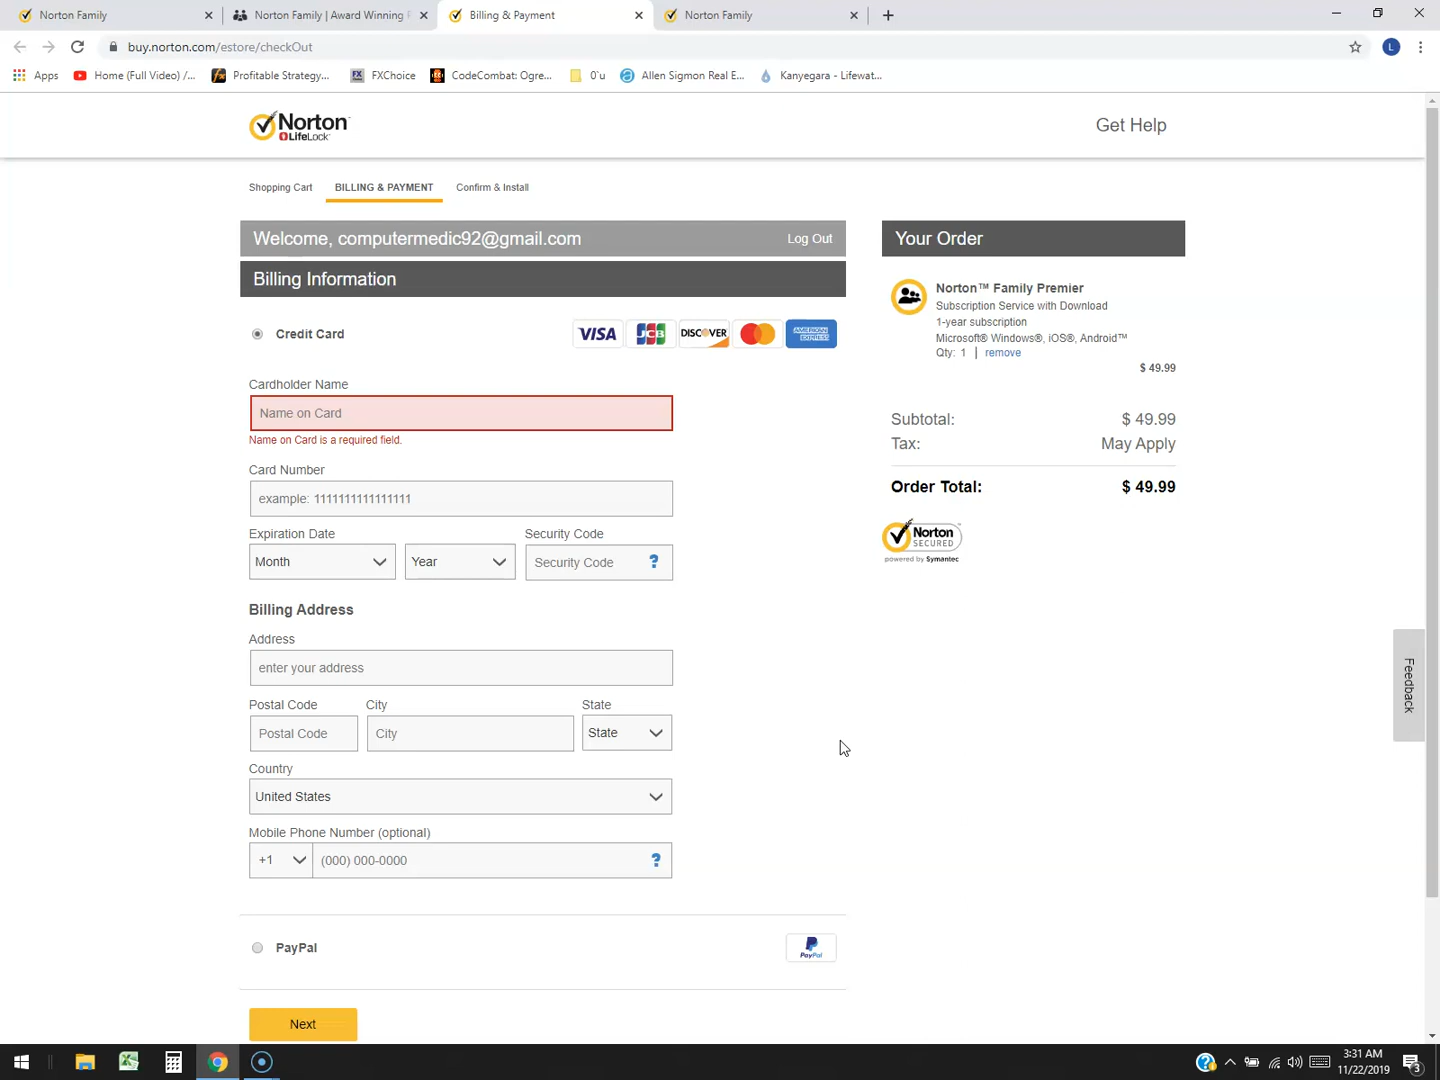 Norton Family
Norton Family | Award Winning P
Billing & Payment
Norton Family
buy.norton.com/estore/checkOut
L
Apps
Home (Full Video) /...
Profitable Strategy...
FXChoice
CodeCombat: Ogre...
0`u
Allen Sigmon Real E...
Kanyegara - Lifewat...
Norton
LifeLock
Get Help
Shopping Cart
BILLING & PAYMENT
Confirm & Install
Welcome, computermedic92@gmail.com
Log Out
Billing Information
Credit Card
VISA
JCB
DISCOVER
AMERICAN EXPRESS
Cardholder Name
Name on Card
Name on Card is a required field.
Card Number
example: 1111111111111111
Expiration Date
Security Code
Month
Year
Security Code
?
Billing Address
Address
enter your address
Postal Code
City
State
Postal Code
City
State
Country
United States
Mobile Phone Number (optional)
+1
(000) 000-0000
?
PayPal
PayPal
Next
Your Order
Norton™ Family Premier
Subscription Service with Download
1-year subscription
Microsoft® Windows®, iOS®, Android™
Qty: 1 | remove
$ 49.99
Subtotal: $ 49.99
Tax: May Apply
Order Total: $ 49.99
Norton
SECURED
powered by Symantec
Feedback
3:31 AM
11/22/2019
3